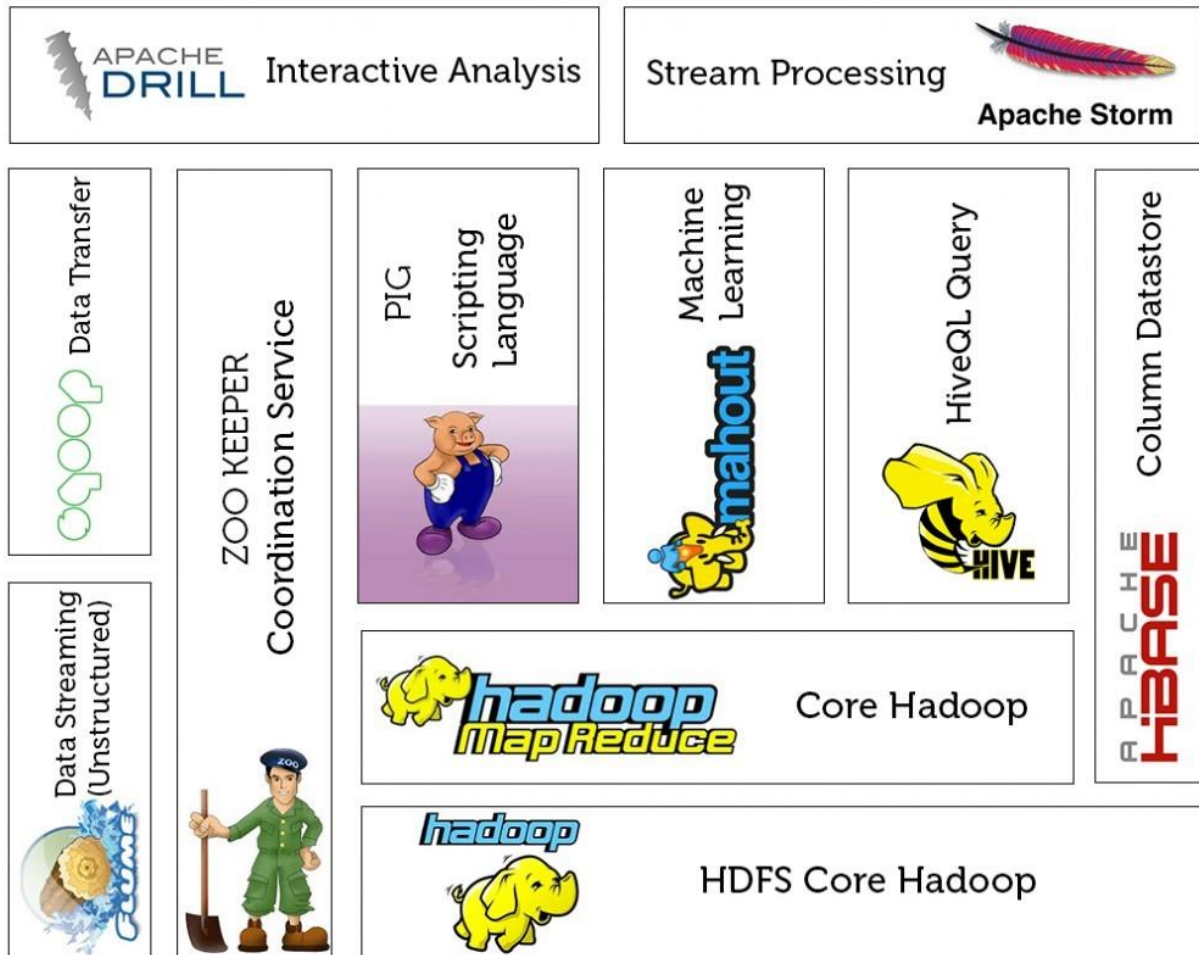 APACHE
DRILL
Interactive Analysis
Stream Processing
Apache Storm
sqoop
Data Transfer
ZOO KEEPER
Coordination Service
ZOO
PIG
Scripting
Language
Machine
Learning
mahout
HiveQL Query
HIVE
Column Datastore
APACHE
HBASE
Data Streaming
(Unstructured)
FLUME
hadoop
Map Reduce
Core Hadoop
hadoop
HDFS Core Hadoop